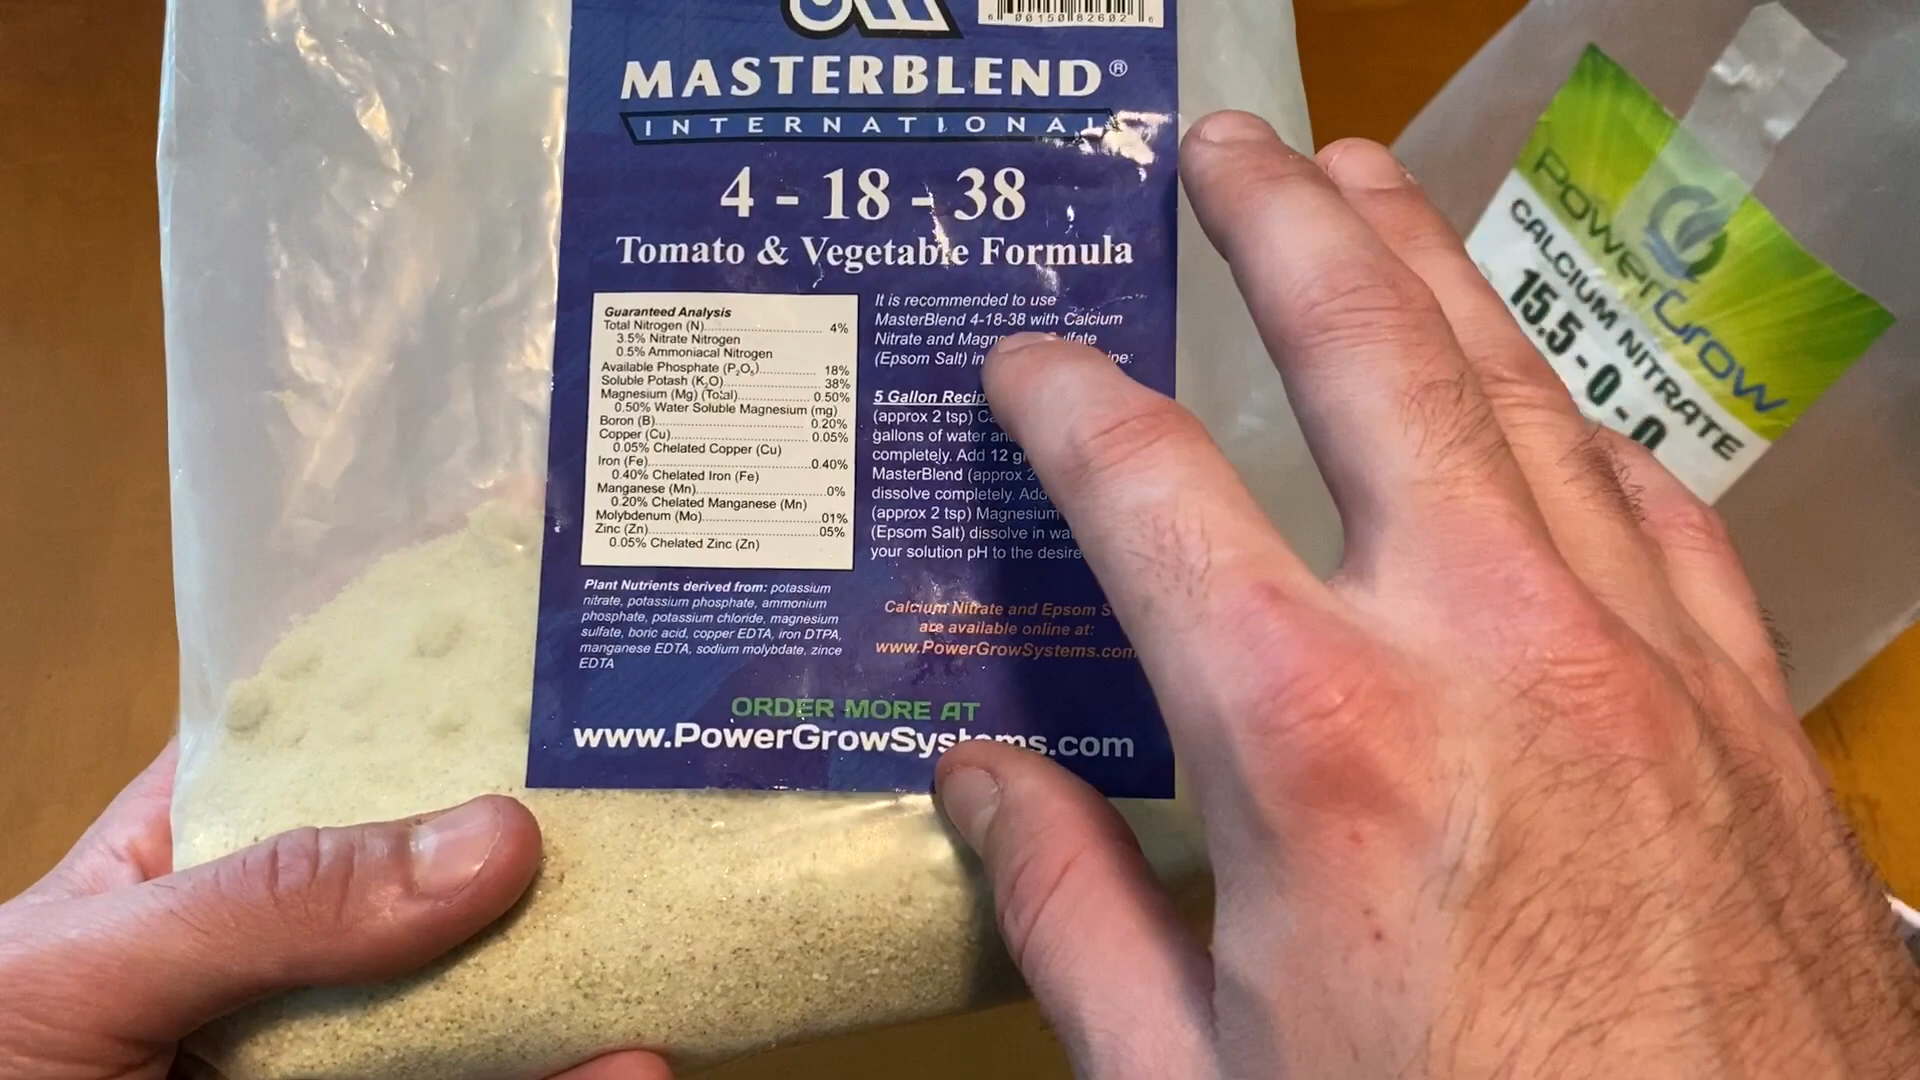 6 00150 82602 6
MASTERBLEND®
INTERNATIONAL
4 - 18 - 38
Tomato & Vegetable Formula
Guaranteed Analysis
Total Nitrogen (N)............................ 4%
3.5% Nitrate Nitrogen
0.5% Ammoniacal Nitrogen
Available Phosphate (P₂O₅).................. 18%
Soluble Potash (K₂O)........................... 38%
Magnesium (Mg) (Total)...................... 0.50%
0.50% Water Soluble Magnesium (mg)
Boron (B)........................................ 0.20%
Copper (Cu)..................................... 0.05%
0.05% Chelated Copper (Cu)
Iron (Fe)..........................................0.40%
0.40% Chelated Iron (Fe)
Manganese (Mn)................................0%
0.20% Chelated Manganese (Mn)
Molybdenum (Mo)..............................01%
Zinc (Zn)..........................................05%
0.05% Chelated Zinc (Zn)
Plant Nutrients derived from: potassium
nitrate, potassium phosphate, ammonium
phosphate, potassium chloride, magnesium
sulfate, boric acid, copper EDTA, iron DTPA,
manganese EDTA, sodium molybdate, zince
EDTA
It is recommended to use
MasterBlend 4-18-38 with Calcium
Nitrate and
(Epsom Salt) in
5 Gallon
(approx 2 tsp)
gallons of water
completely. Add 12
MasterBlend (approx 2
dissolve completely. Add
(approx 2 tsp) Magnesium
(Epsom Salt) dissolve in
your solution pH to the
Calcium Nitrate and Epsom
are available online at:
www.PowerGrowSystems.com
ORDER MORE AT
www.PowerGrowSystems.com
POWerGrow
CALCIUM NITRATE
15.5 - 0 - 0